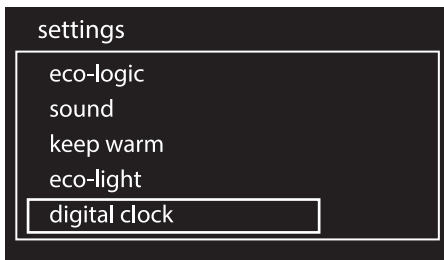 settings
eco-logic
sound
keep warm
eco-light
digital clock